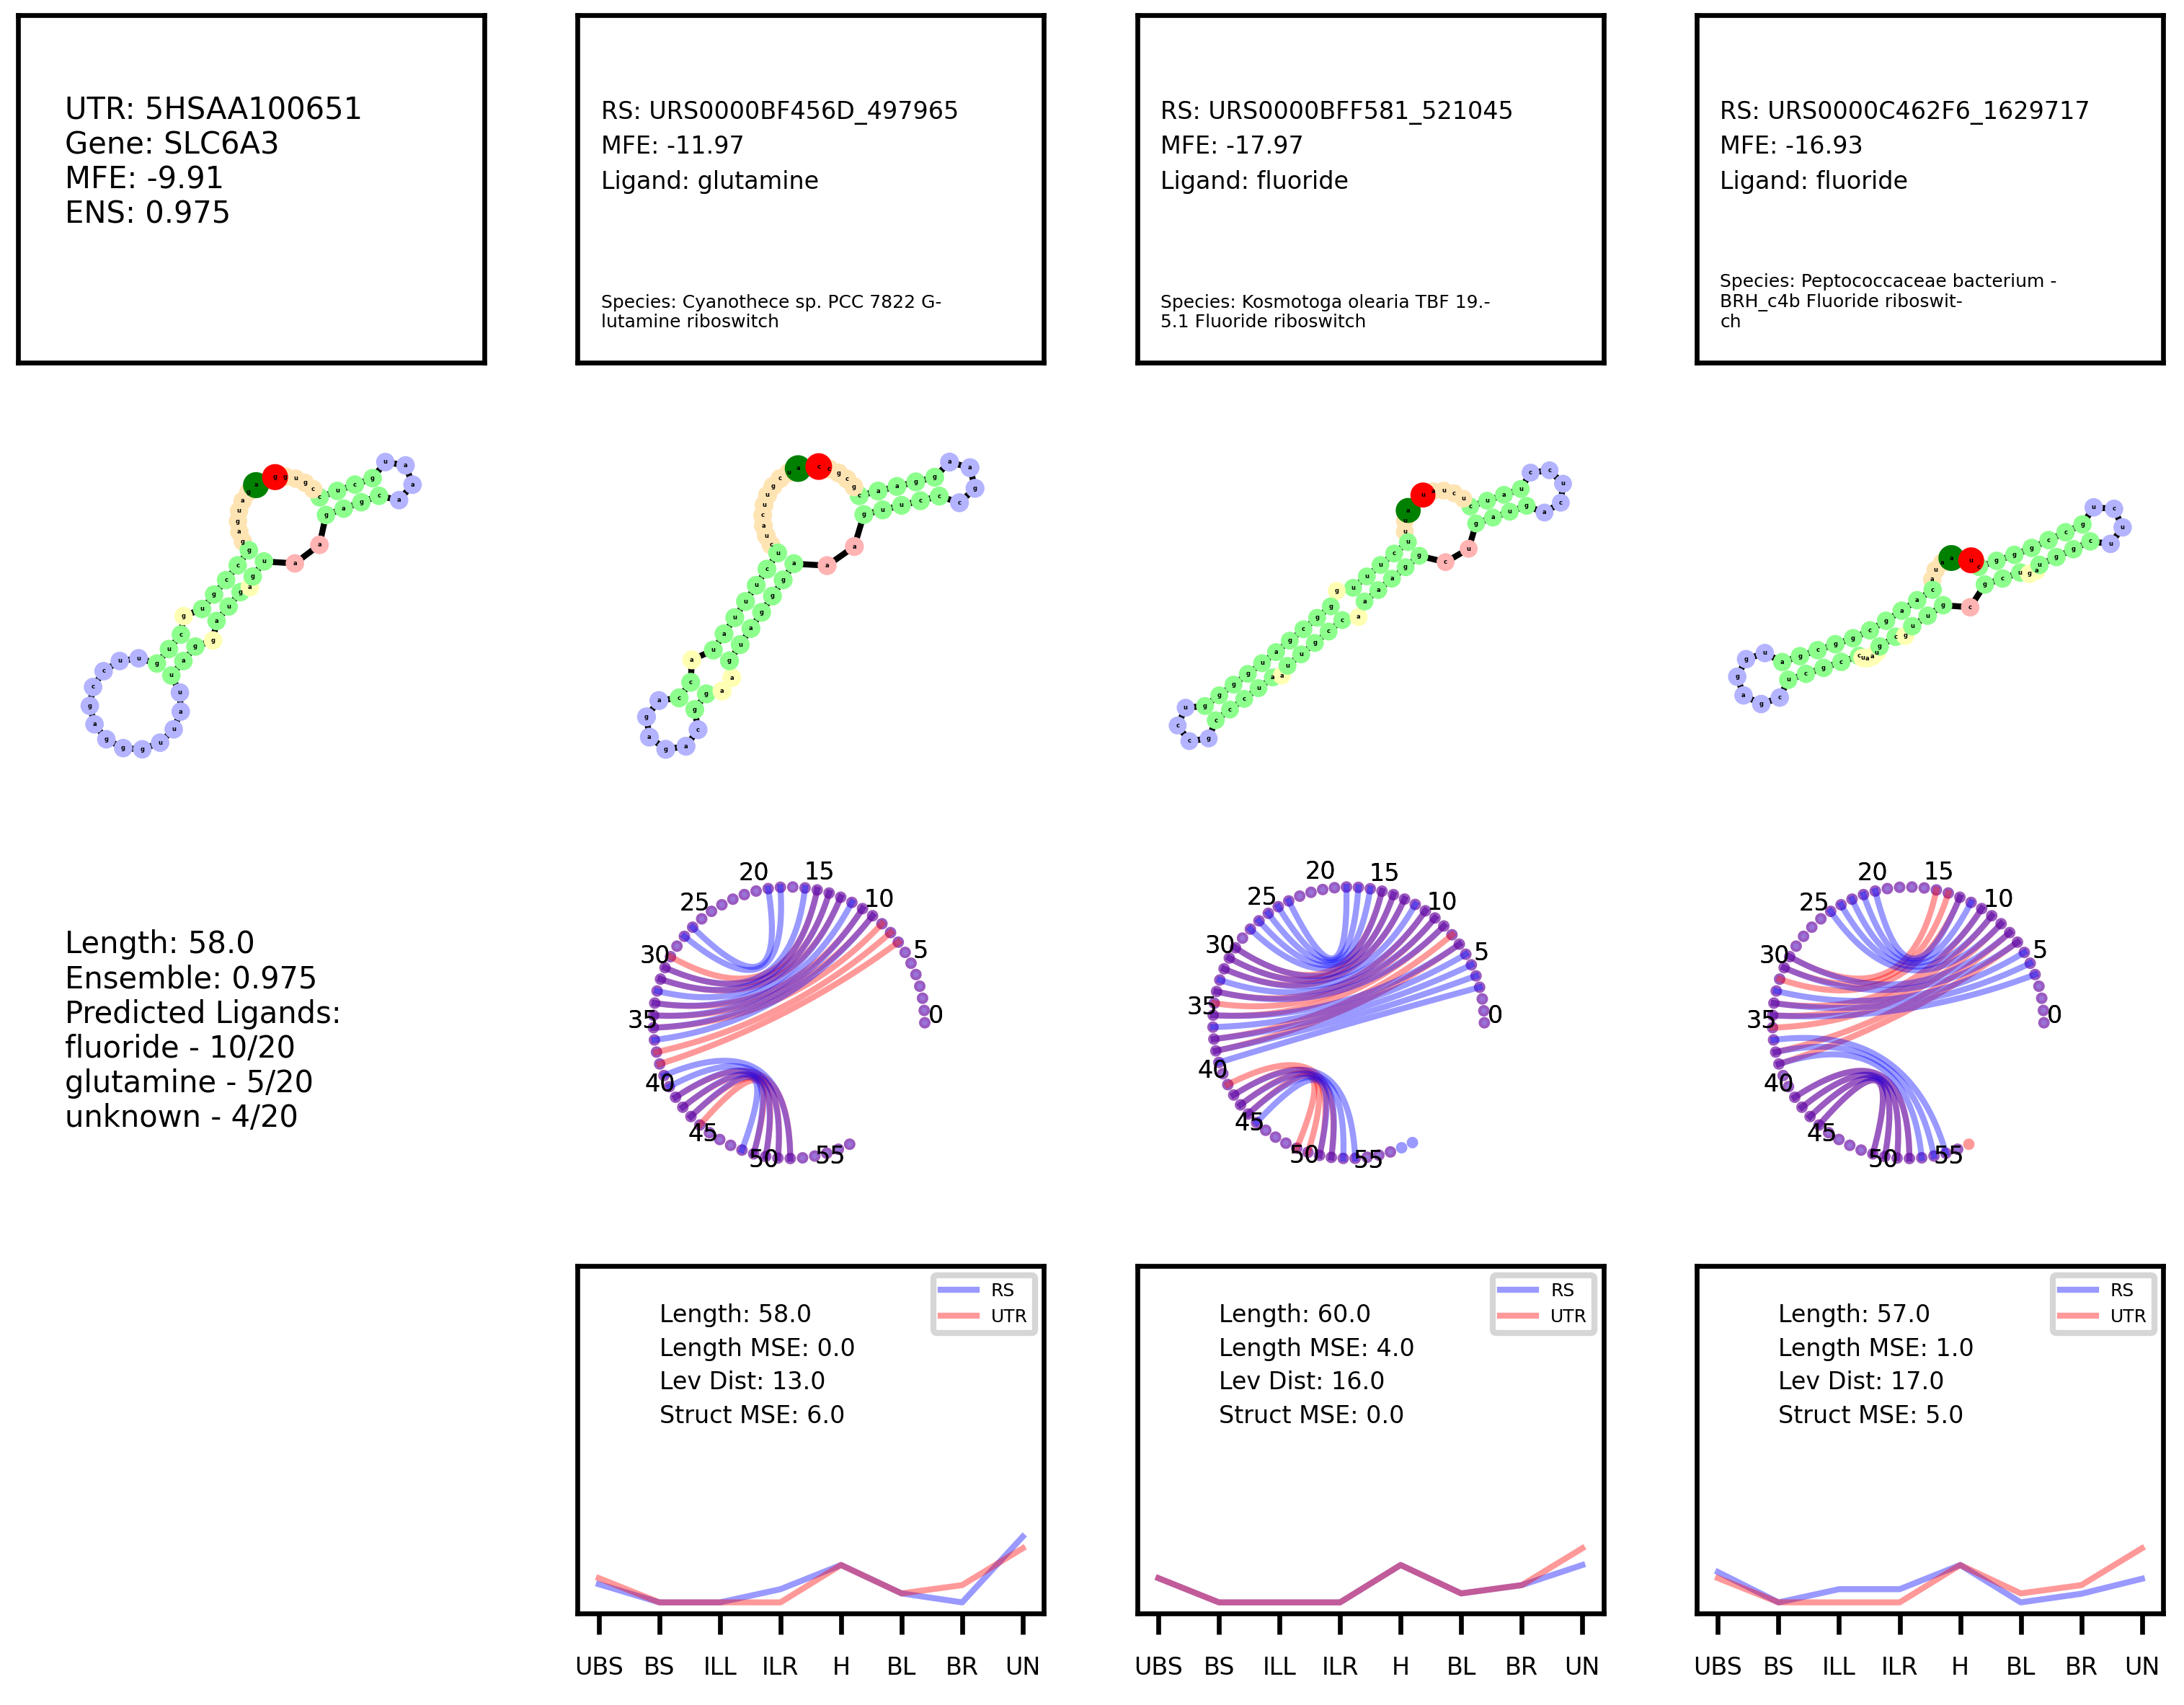 UTR: 5HSAA100651
Gene: SLC6A3
MFE: -9.91
ENS: 0.975
RS: URS0000BF456D_497965
MFE: -11.97
Ligand: glutamine
Species: Cyanothece sp. PCC 7822 G-
lutamine riboswitch
RS: URS0000BFF581_521045
MFE: -17.97
Ligand: fluoride
Species: Kosmotoga olearia TBF 19.-
5.1 Fluoride riboswitch
RS: URS0000C462F6_1629717
MFE: -16.93
Ligand: fluoride
Species: Peptococcaceae bacterium -
BRH_c4b Fluoride riboswit-
ch
Length: 58.0
Ensemble: 0.975
Predicted Ligands:
fluoride - 10/20
glutamine - 5/20
unknown - 4/20
0 5 10 15 20 25 30 35 40 45 50 55
0 5 10 15 20 25 30 35 40 45 50 55
0 5 10 15 20 25 30 35 40 45 50 55
RS
UTR
Length: 58.0
Length MSE: 0.0
Lev Dist: 13.0
Struct MSE: 6.0
UBS BS ILL ILR H BL BR UN
RS
UTR
Length: 60.0
Length MSE: 4.0
Lev Dist: 16.0
Struct MSE: 0.0
UBS BS ILL ILR H BL BR UN
RS
UTR
Length: 57.0
Length MSE: 1.0
Lev Dist: 17.0
Struct MSE: 5.0
UBS BS ILL ILR H BL BR UN